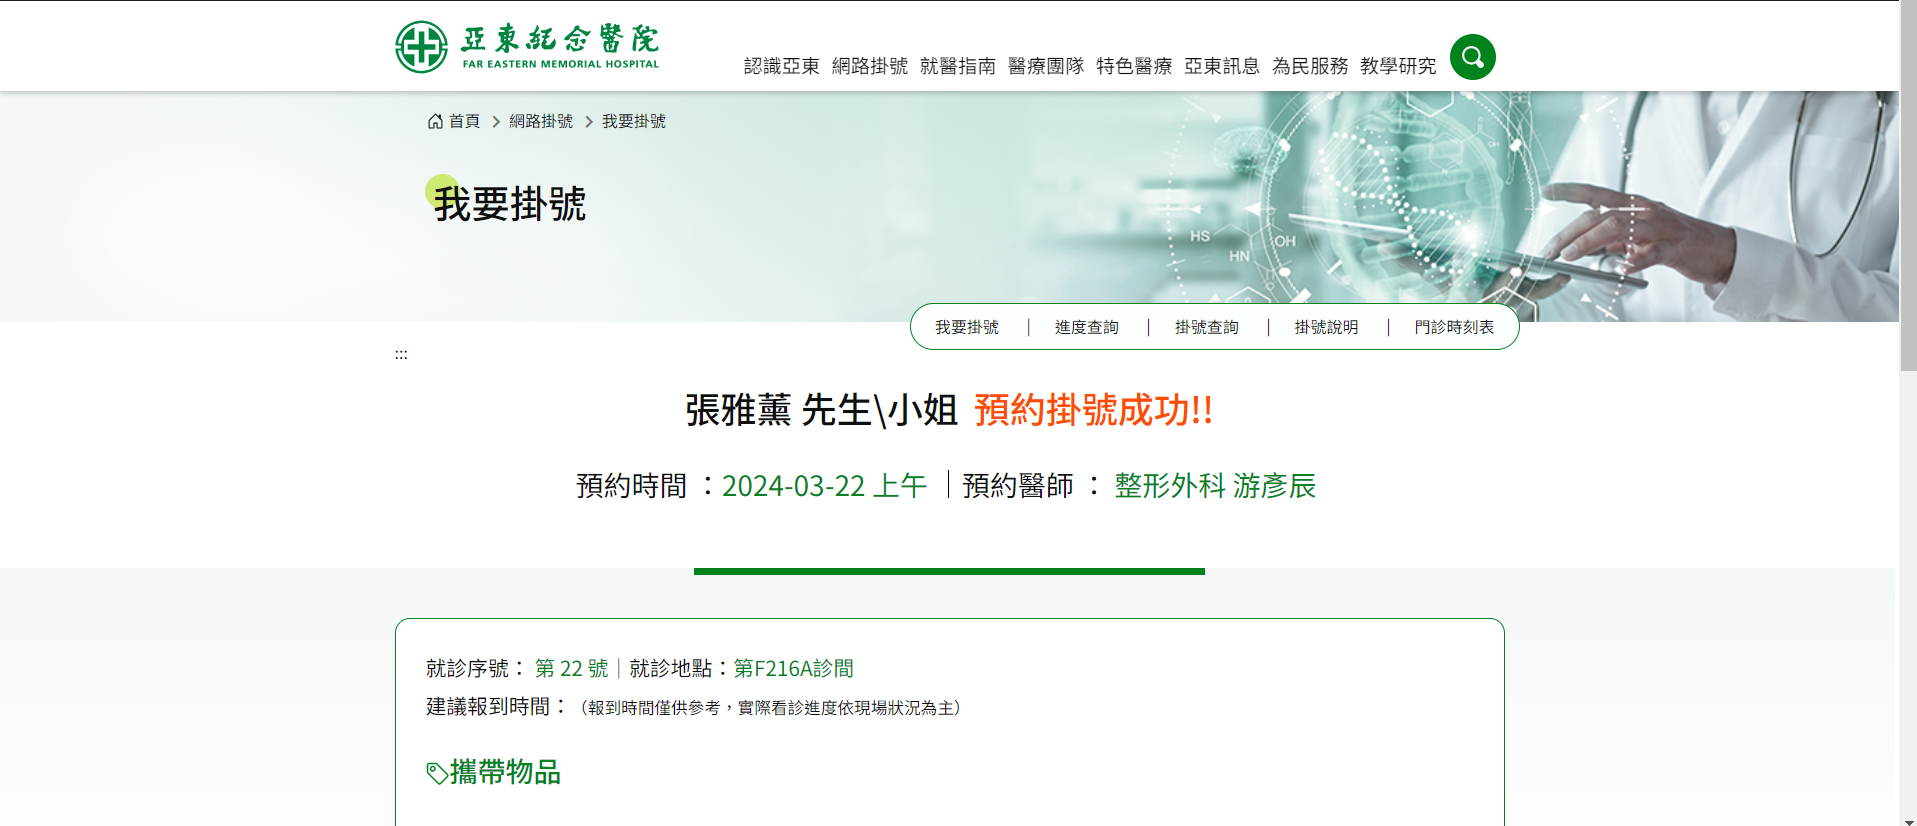 亞東紀念醫院
FAR EASTERN MEMORIAL HOSPITAL
認識亞東 網路掛號 就醫指南 醫療團隊 特色醫療 亞東訊息 為民服務 教學研究
首頁 > 網路掛號 > 我要掛號
我要掛號
HS
OH
HN
我要掛號 | 進度查詢 | 掛號查詢 | 掛號說明 | 門診時刻表
:::
張雅薰 先生\小姐 預約掛號成功!!
預約時間 ：2024-03-22 上午 | 預約醫師 ： 整形外科 游彥辰
就診序號： 第 22 號 | 就診地點：第F216A診間
建議報到時間：（報到時間僅供參考，實際看診進度依現場狀況為主）
攜帶物品